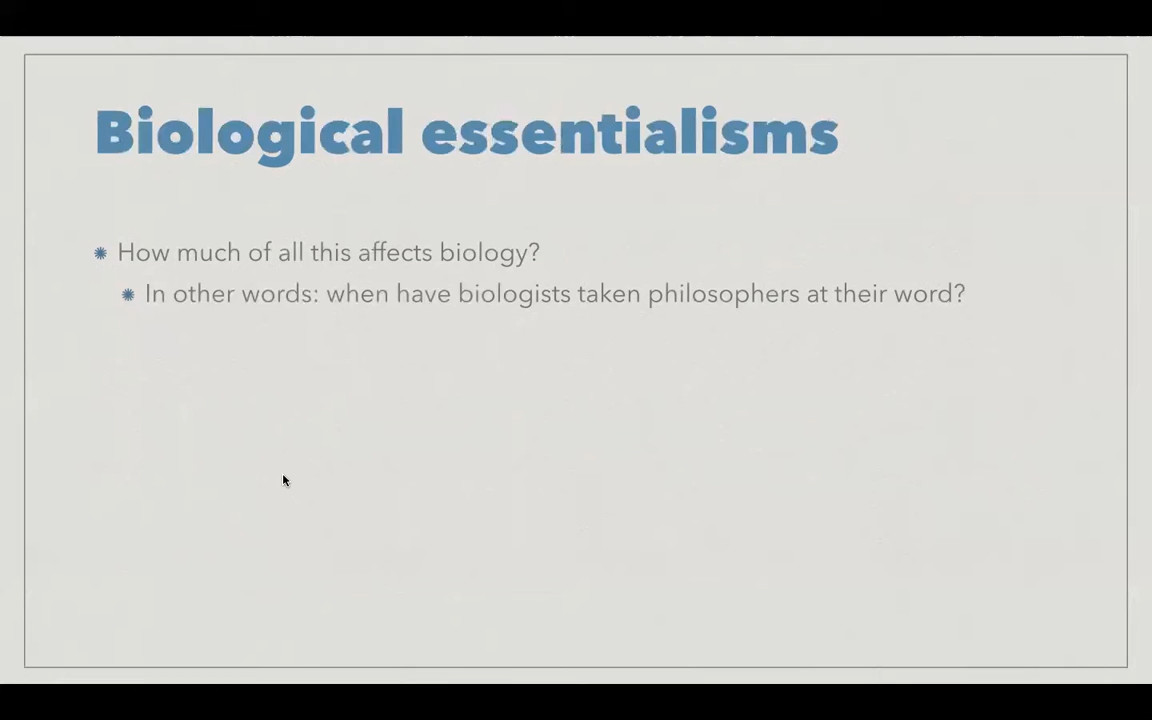 Biological essentialisms
How much of all this affects biology?
In other words: when have biologists taken philosophers at their word?